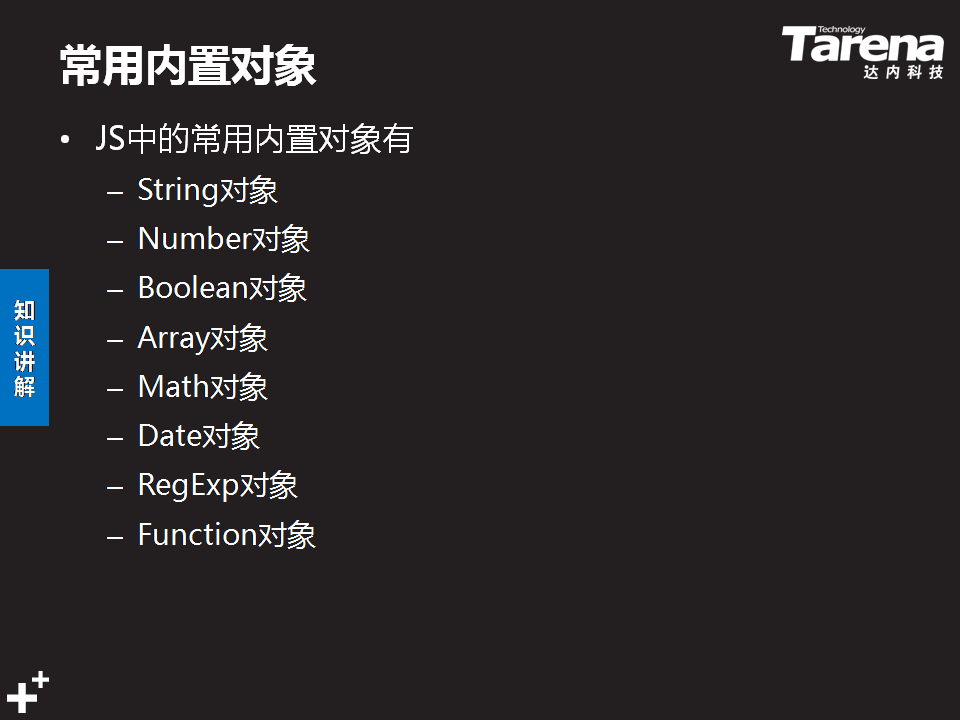 常用内置对象
Technology
Tarena
达内科技
• JS中的常用内置对象有
– String对象
– Number对象
– Boolean对象
– Array对象
– Math对象
– Date对象
– RegExp对象
– Function对象
知识讲解